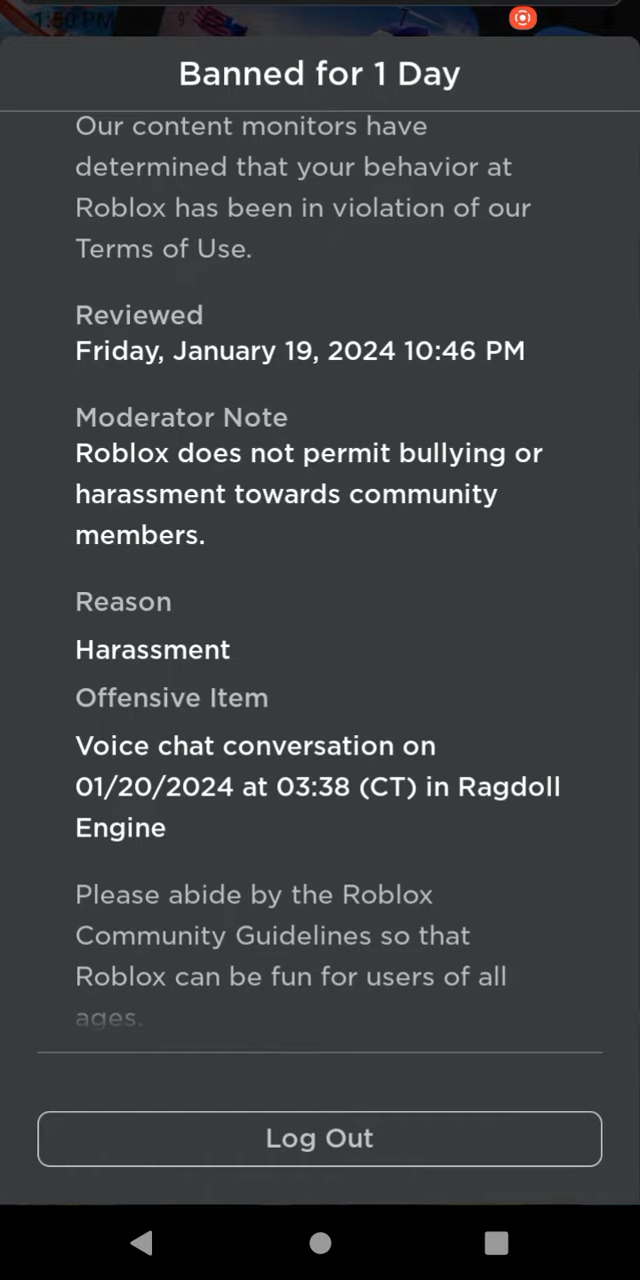 1:50 PM
9°
Banned for 1 Day
Our content monitors have
determined that your behavior at
Roblox has been in violation of our
Terms of Use.
Reviewed
Friday, January 19, 2024 10:46 PM
Moderator Note
Roblox does not permit bullying or
harassment towards community
members.
Reason
Harassment
Offensive Item
Voice chat conversation on
01/20/2024 at 03:38 (CT) in Ragdoll
Engine
Please abide by the Roblox
Community Guidelines so that
Roblox can be fun for users of all
ages.
Log Out